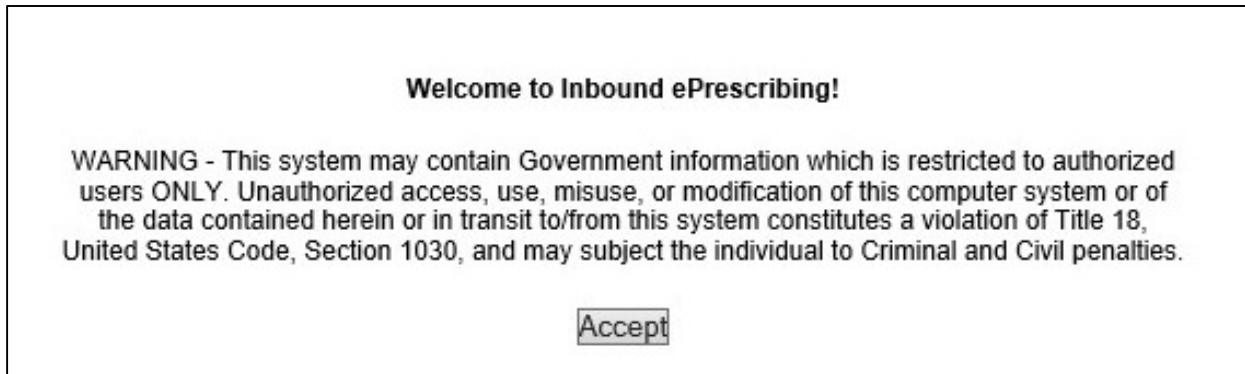 Welcome to Inbound ePrescribing!
WARNING - This system may contain Government information which is restricted to authorized
users ONLY. Unauthorized access, use, misuse, or modification of this computer system or of
the data contained herein or in transit to/from this system constitutes a violation of Title 18,
United States Code, Section 1030, and may subject the individual to Criminal and Civil penalties.
Accept